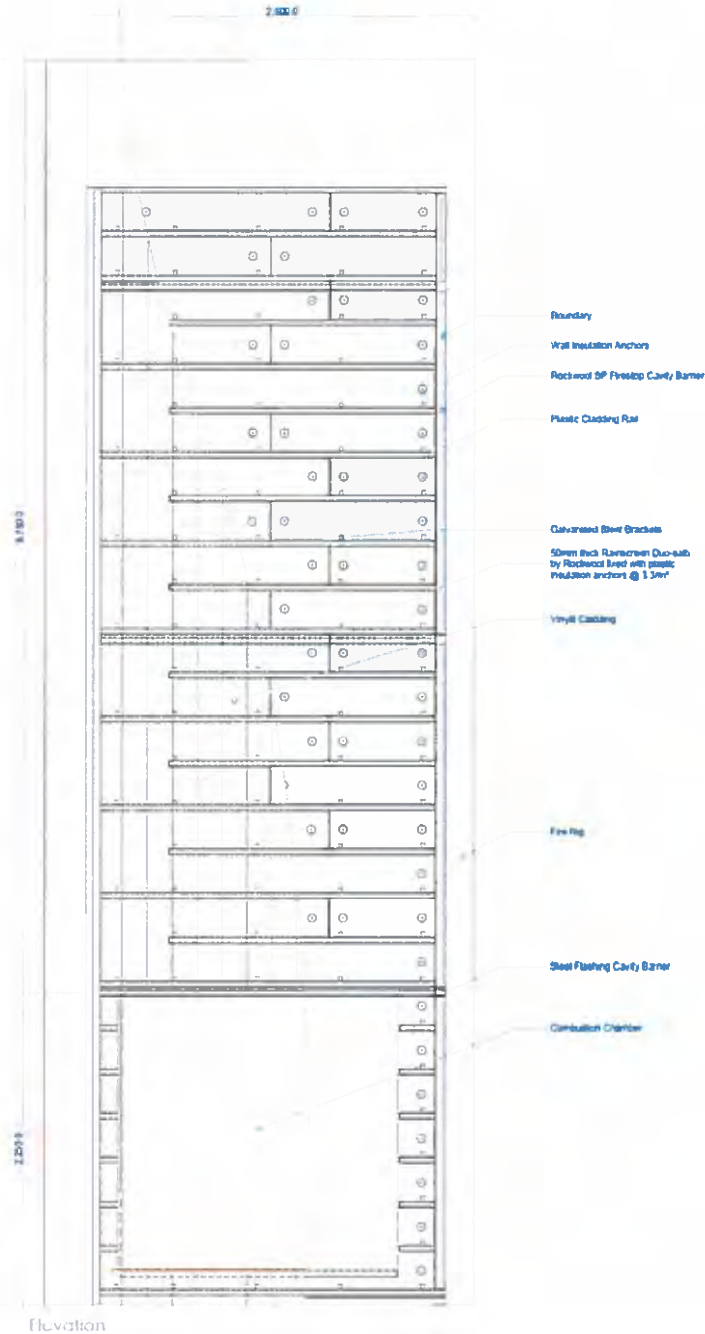 Boundary
Wall Insulation Anchors
Rockwool SP Firestop Cavity Barrier
Plastic Cladding Rail
Galvanised Steel Brackets
50mm thick Rainscreen Duo-slab
by Rockwool fixed with plastic
insulation anchors @
Vinyl Cladding
Fire Rig
Steel Flashing Cavity Barrier
Combustion Chamber
2,250.0
Elevation